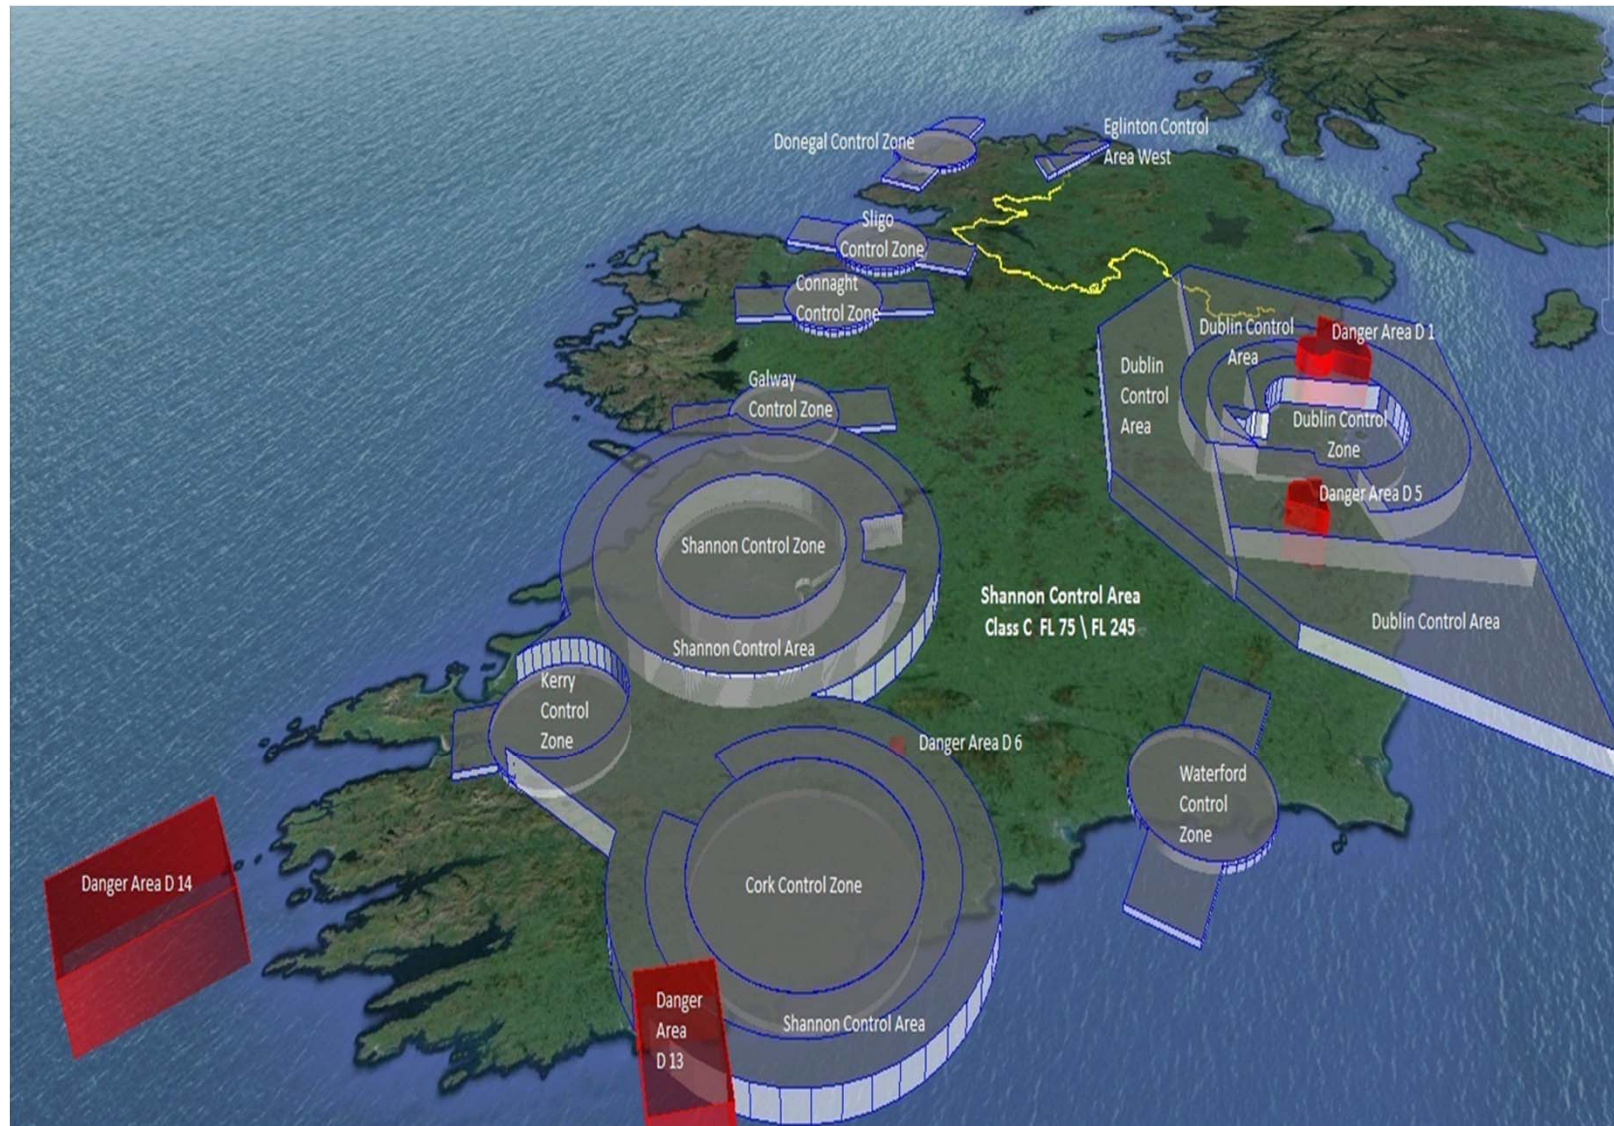 Donegal Control Zone
Eglinton Control
Area West
Sligo
Control Zone
Connaght
Control Zone
Dublin Control
Area
Danger Area D 1
Dublin
Control
Area
Galway
Control Zone
Dublin Control
Zone
Danger Area D 5
Shannon Control Zone
Shannon Control Area
Class C FL 75 \ FL 245
Dublin Control Area
Shannon Control Area
Kerry
Control
Zone
Danger Area D 6
Waterford
Control
Zone
Danger Area D 14
Cork Control Zone
Danger
Area
D 13
Shannon Control Area